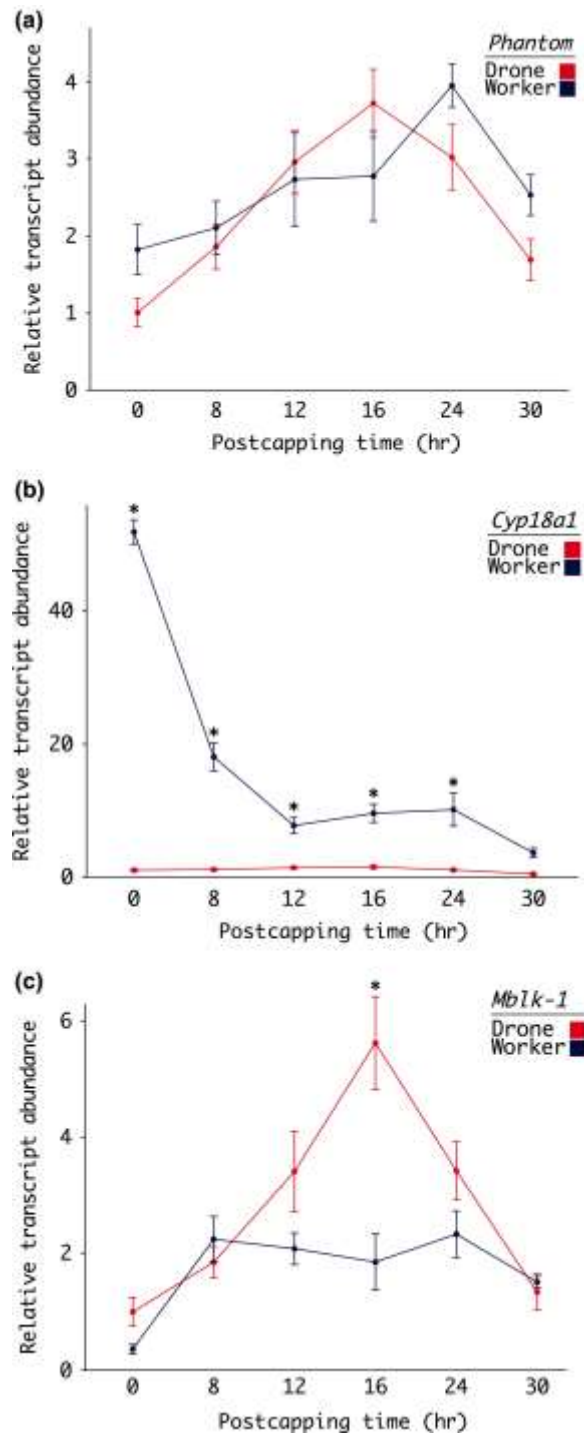 (a)
Phantom
Drone
Worker
Relative transcript abundance
4
3
2
1
0
0 8 12 16 24 30
Postcapping time (hr)
(b)
*
Cyp18a1
Drone
Worker
Relative transcript abundance
40
*
20
* * *
0
0 8 12 16 24 30
Postcapping time (hr)
(c)
*
Mblk-1
Drone
Worker
Relative transcript abundance
6
4
2
0
0 8 12 16 24 30
Postcapping time (hr)